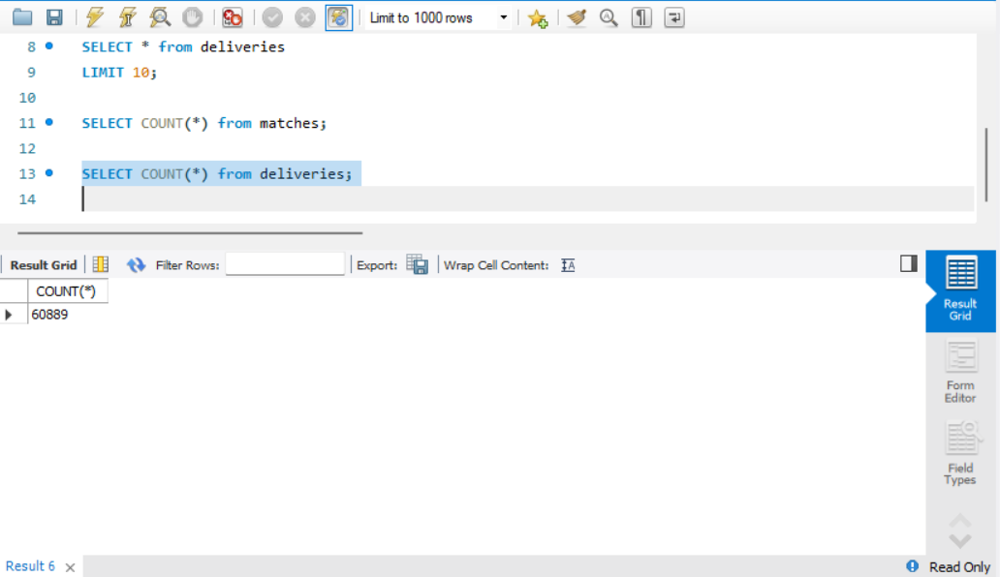 Limit to 1000 rows
8 SELECT * from deliveries
9 LIMIT 10;
10
11 SELECT COUNT(*) from matches;
12
13 SELECT COUNT(*) from deliveries;
14
Result Grid Filter Rows: Export: Wrap Cell Content:
COUNT(*)
60889
Result
Grid
Form
Editor
Field
Types
Result 6 Read Only